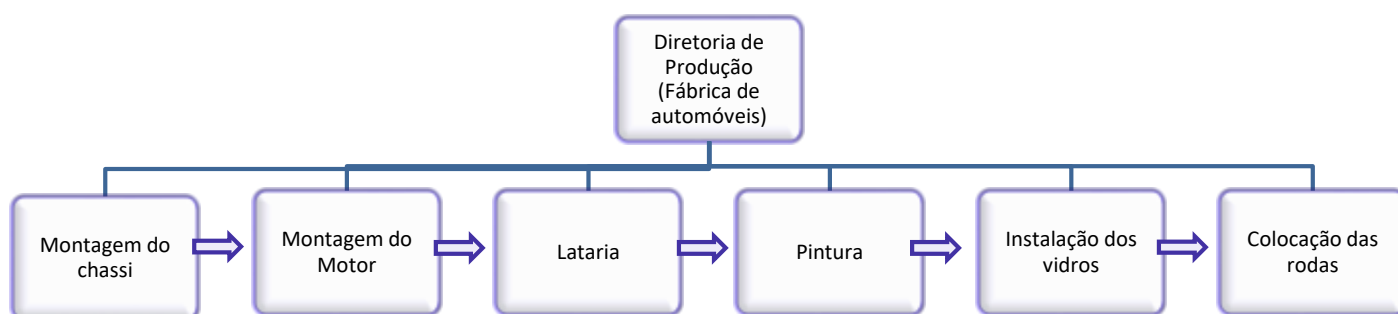 Diretoria de
Produção
(Fábrica de
automóveis)
Montagem do
chassi
Montagem do
Motor
Lataria
Pintura
Instalação dos
vidros
Colocação das
rodas